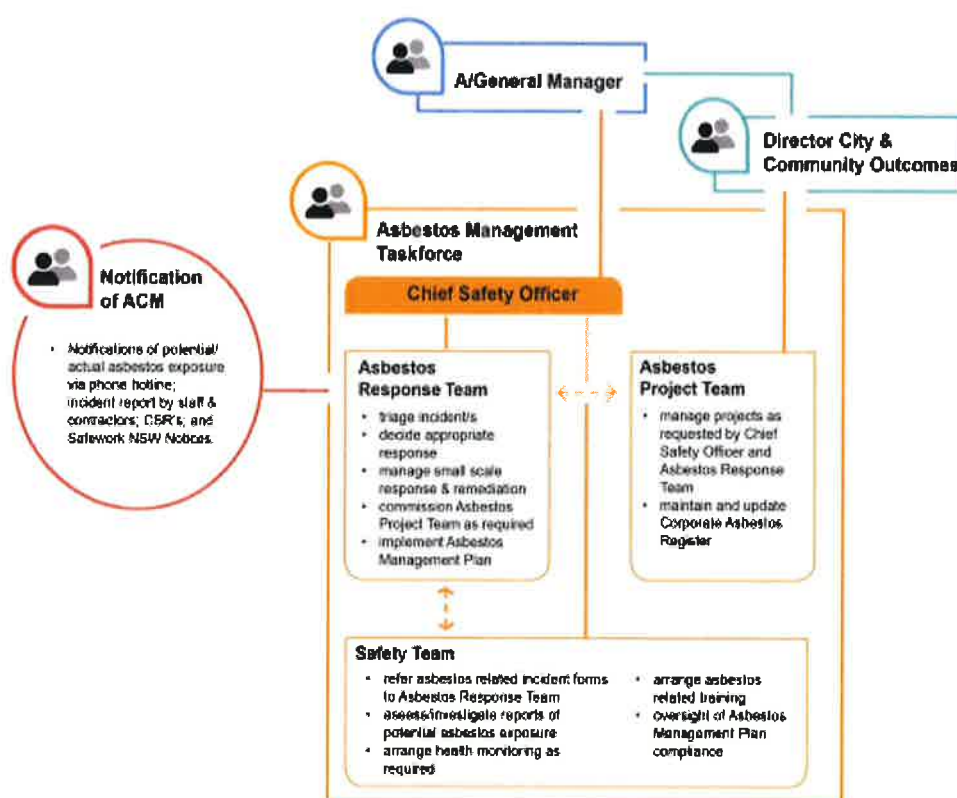 A/General Manager
Director City &
Community Outcomes
Asbestos Management
Taskforce
Chief Safety Officer
Notification
of ACM
• Notifications of potential/
actual asbestos exposure
via phone hotline;
incident report by staff &
contractors; CSR's; and
Safework NSW Notices.
Asbestos
Response Team
• triage incident/s
• decide appropriate
response
• manage small scale
response & remediation
• commission Asbestos
Project Team as required
• implement Asbestos
Management Plan
Asbestos
Project Team
• manage projects as
requested by Chief
Safety Officer and
Asbestos Response
Team
• maintain and update
Corporate Asbestos
Register
Safety Team
• refer asbestos related incident forms
to Asbestos Response Team
• assess/investigate reports of
potential asbestos exposure
• arrange health monitoring as
required
• arrange asbestos
related training
• oversight of Asbestos
Management Plan
compliance